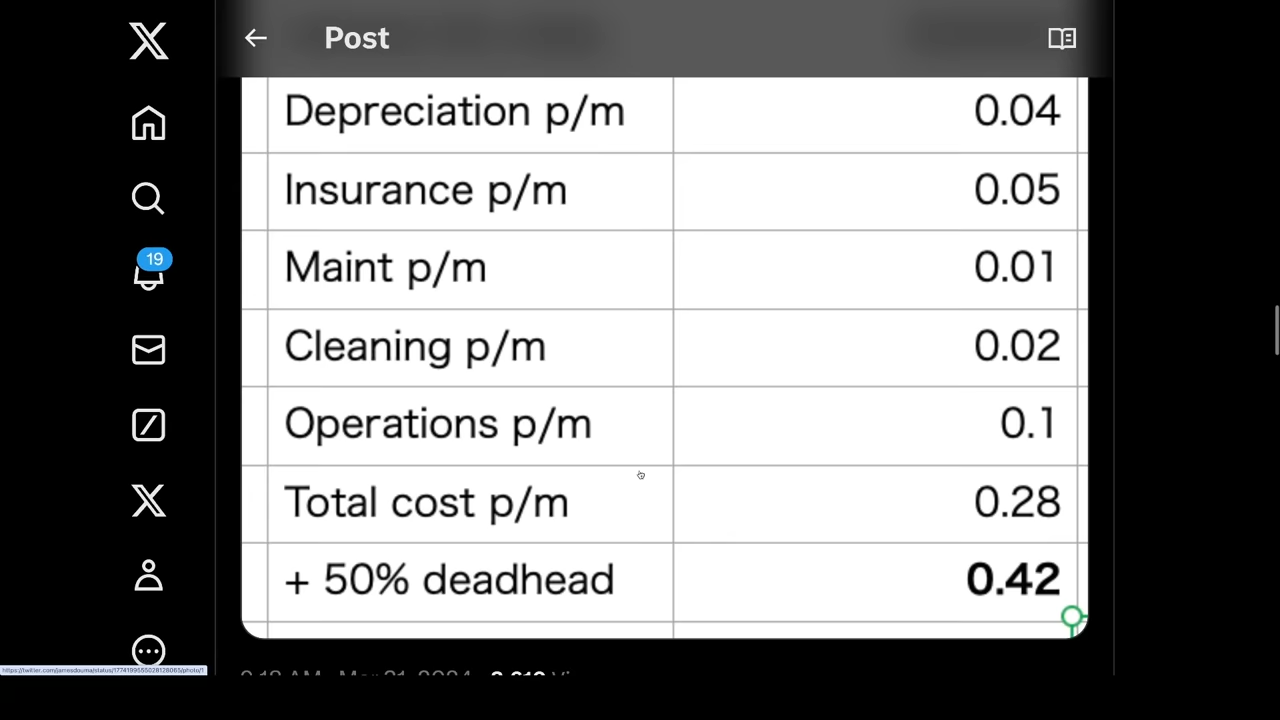 Post
Depreciation p/m 0.04
Insurance p/m 0.05
19
Maint p/m 0.01
Cleaning p/m 0.02
Operations p/m 0.1
Total cost p/m 0.28
+ 50% deadhead 0.42